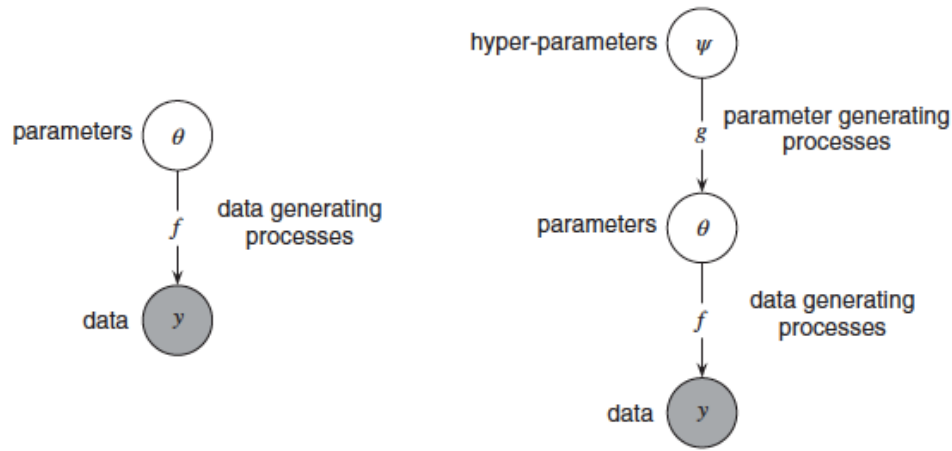 parameters
θ
f
data generating
processes
data
y
hyper-parameters
ψ
g
parameter generating
processes
parameters
θ
f
data generating
processes
data
y